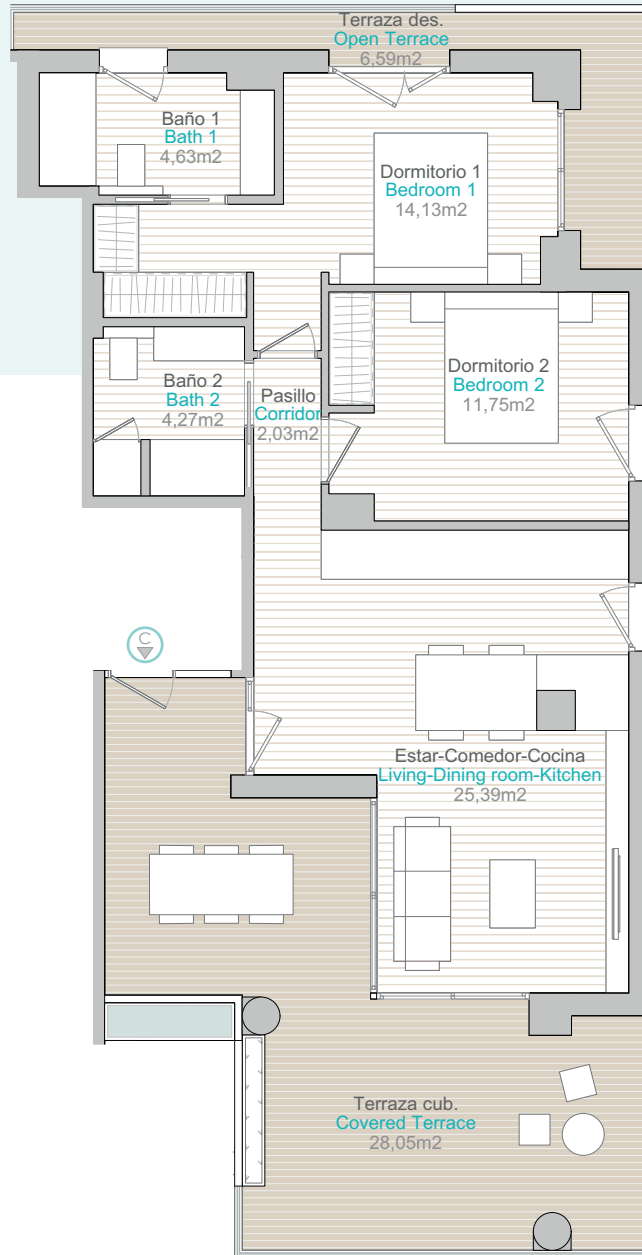 Terraza des.
Open Terrace
6,59m2
Baño 1
Bath 1
4,63m2
Dormitorio 1
Bedroom 1
14,13m2
Dormitorio 2
Bedroom 2
11,75m2
Baño 2
Bath 2
4,27m2
Pasillo
Corridor
2,03m2
C
Estar-Comedor-Cocina
Living-Dining room-Kitchen
25,39m2
Terraza cub.
Covered Terrace
28,05m2